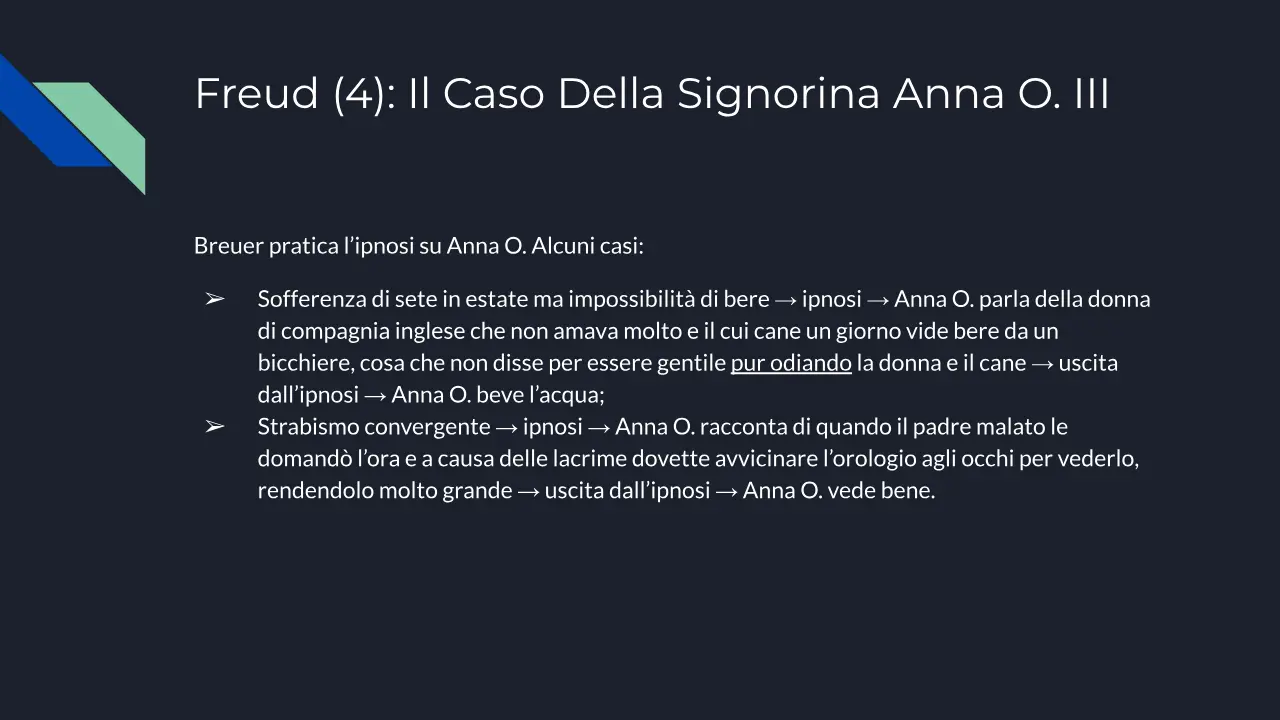 Freud (4): Il Caso Della Signorina Anna O. III
Breuer pratica l’ipnosi su Anna O. Alcuni casi:
➢ Sofferenza di sete in estate ma impossibilità di bere → ipnosi → Anna O. parla della donna
di compagnia inglese che non amava molto e il cui cane un giorno vide bere da un
bicchiere, cosa che non disse per essere gentile pur odiando la donna e il cane → uscita
dall’ipnosi → Anna O. beve l’acqua;
➢ Strabismo convergente → ipnosi → Anna O. racconta di quando il padre malato le
domandò l’ora e a causa delle lacrime dovette avvicinare l’orologio agli occhi per vederlo,
rendendolo molto grande → uscita dall’ipnosi → Anna O. vede bene.